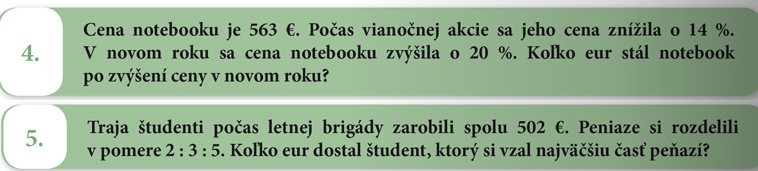 4.
Cena notebooku je 563 €. Počas vianočnej akcie sa jeho cena znížila o 14 %.
V novom roku sa cena notebooku zvýšila o 20 %. Koľko eur stál notebook
po zvýšení ceny v novom roku?
5.
Traja študenti počas letnej brigády zarobili spolu 502 €. Peniaze si rozdelili
v pomere 2 : 3 : 5. Koľko eur dostal študent, ktorý si vzal najväčšiu časť peňazí?